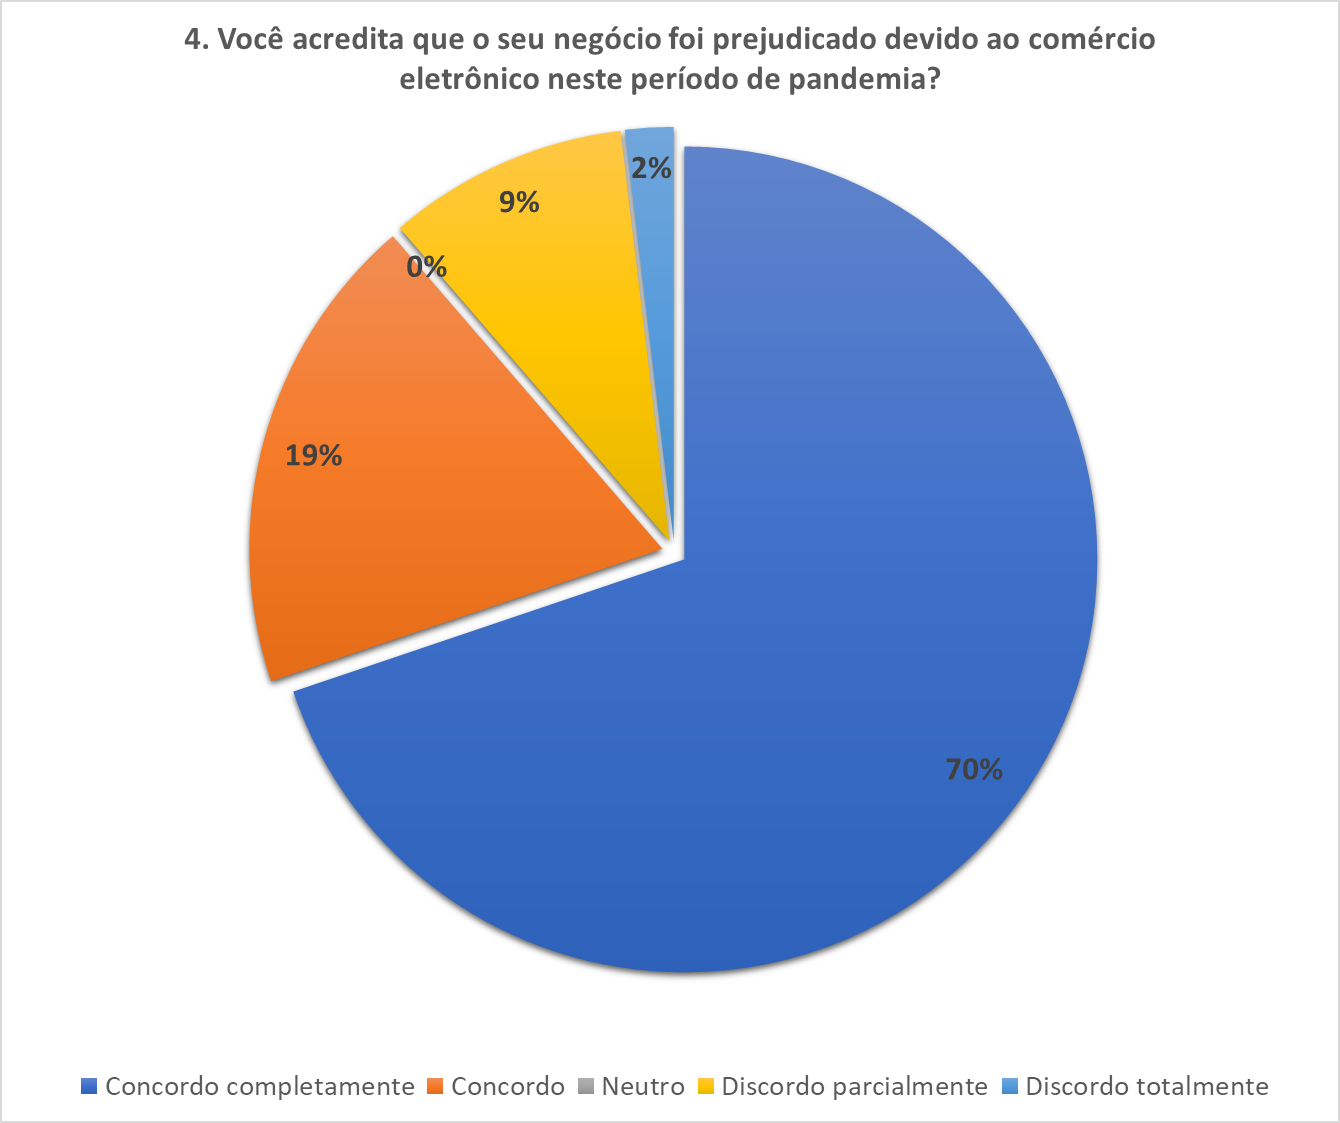 4. Você acredita que o seu negócio foi prejudicado devido ao comércio
eletrônico neste período de pandemia?
2%
9%
0%
19%
70%
Concordo completamente Concordo Neutro Discordo parcialmente Discordo totalmente